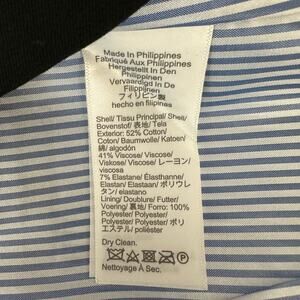 Made In Philippines
Fabriqué Aux Philippines
Hergestellt In Den
Philippinen
Vervaardigd In De
Filippijnen
フィリピン製
hecho en filipines
Shell/ Tissu Principal/ Shell/
Bovenstof/ 表地/ Tela
Exterior: 52% Cotton/
Coton/ Baumwolle/ Katoen/
綿/ algodón
41% Viscose/ Viscose/
Viskose/ Viscose/ レーヨン/
viscosa
7% Elastane/ Élasthanne/
Elastan/ Elastaan/ ポリウレ
タン/ elastano
Lining/ Doublure/ Futter/
Voering/ 裏地/ Forro: 100%
Polyester/ Polyester/
Polyester/ Polyester/ ポリ
エステル/ poliéster
Dry Clean.
Nettoyage À Sec.